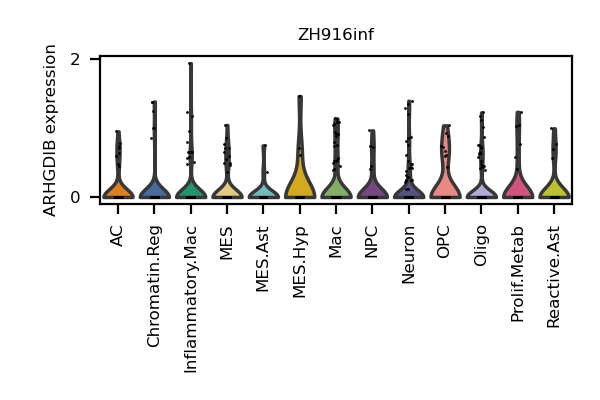 ZH916inf
ARHGDIB expression
2
0
AC
Chromatin.Reg
Inflammatory.Mac
MES
MES.Ast
MES.Hyp
Mac
NPC
Neuron
OPC
Oligo
Prolif.Metab
Reactive.Ast